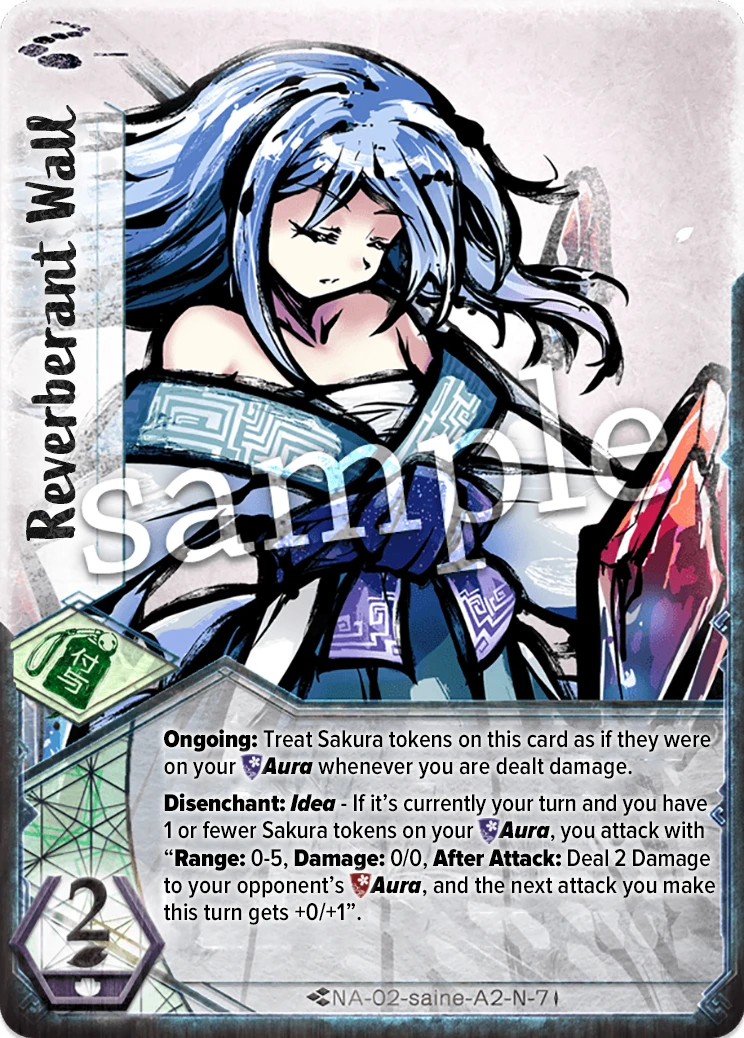 Reverberant Wall
sample
付与
Ongoing: Treat Sakura tokens on this card as if they were
on your Aura whenever you are dealt damage.
Disenchant: Idea - If it's currently your turn and you have
1 or fewer Sakura tokens on your Aura, you attack with
“Range: 0-5, Damage: 0/0, After Attack: Deal 2 Damage
to your opponent's Aura, and the next attack you make
this turn gets +0/+1”.
2
NA-02-saine-A2-N-7